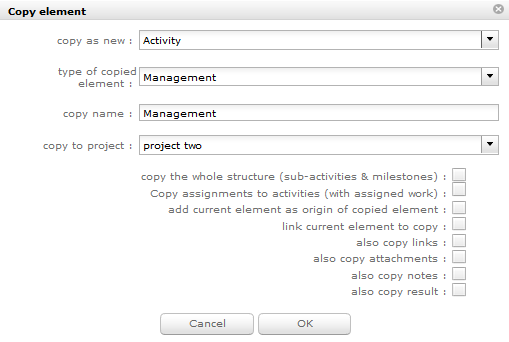 Copy element
copy as new : Activity
type of copied
element : Management
copy name : Management
copy to project : project two
copy the whole structure (sub-activities & milestones) :
Copy assignments to activities (with assigned work) :
add current element as origin of copied element :
link current element to copy :
also copy links :
also copy attachments :
also copy notes :
also copy result :
Cancel OK